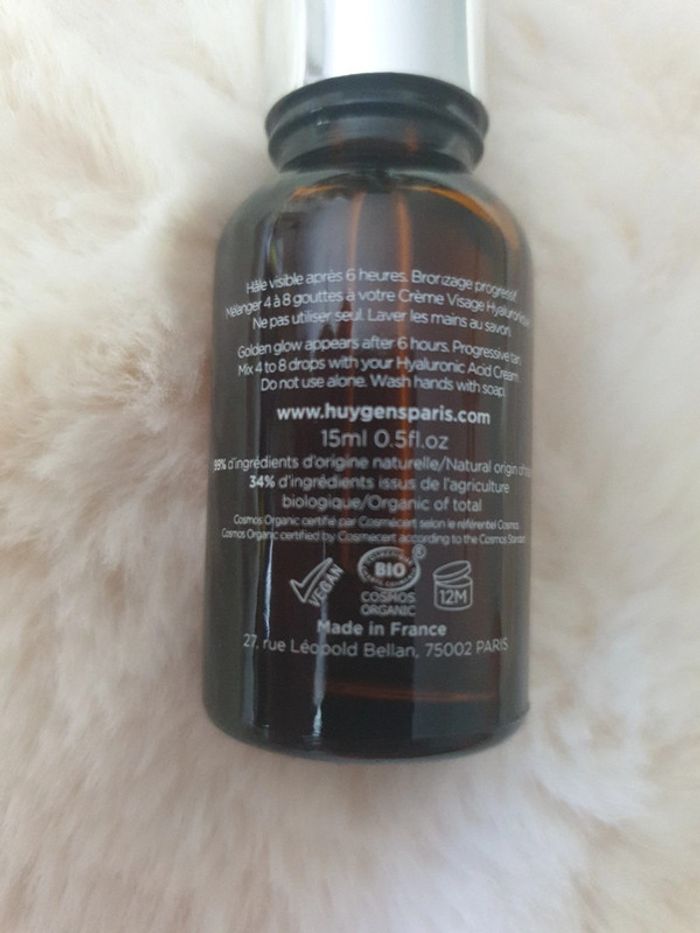 Hâle visible après 6 heures. Bronzage progressif.
Mélanger 4 à 8 gouttes à votre Crème Visage
Ne pas utiliser seul. Laver les mains au savon.
Golden glow appears after 6 hours. Progressive tan
Mix 4 to 8 drops with your Hyaluronic Acid Cream.
Do not use alone. Wash hands with soap.
www.huygensparis.com
15ml 0.5fl.oz
99% d'ingrédients d'origine naturelle/Natural origin of
34% d'ingrédients issus de l'agriculture
biologique/Organic of total
Cosmos Organic certifié par Cosmécert selon le référentiel Cosmos
Cosmos Organic certified by Cosmecert according to the Cosmos Standard
VEGAN
BIO
®
COSMOS
ORGANIC
12M
Made in France
27, rue Léopold Bellan, 75002 PARIS